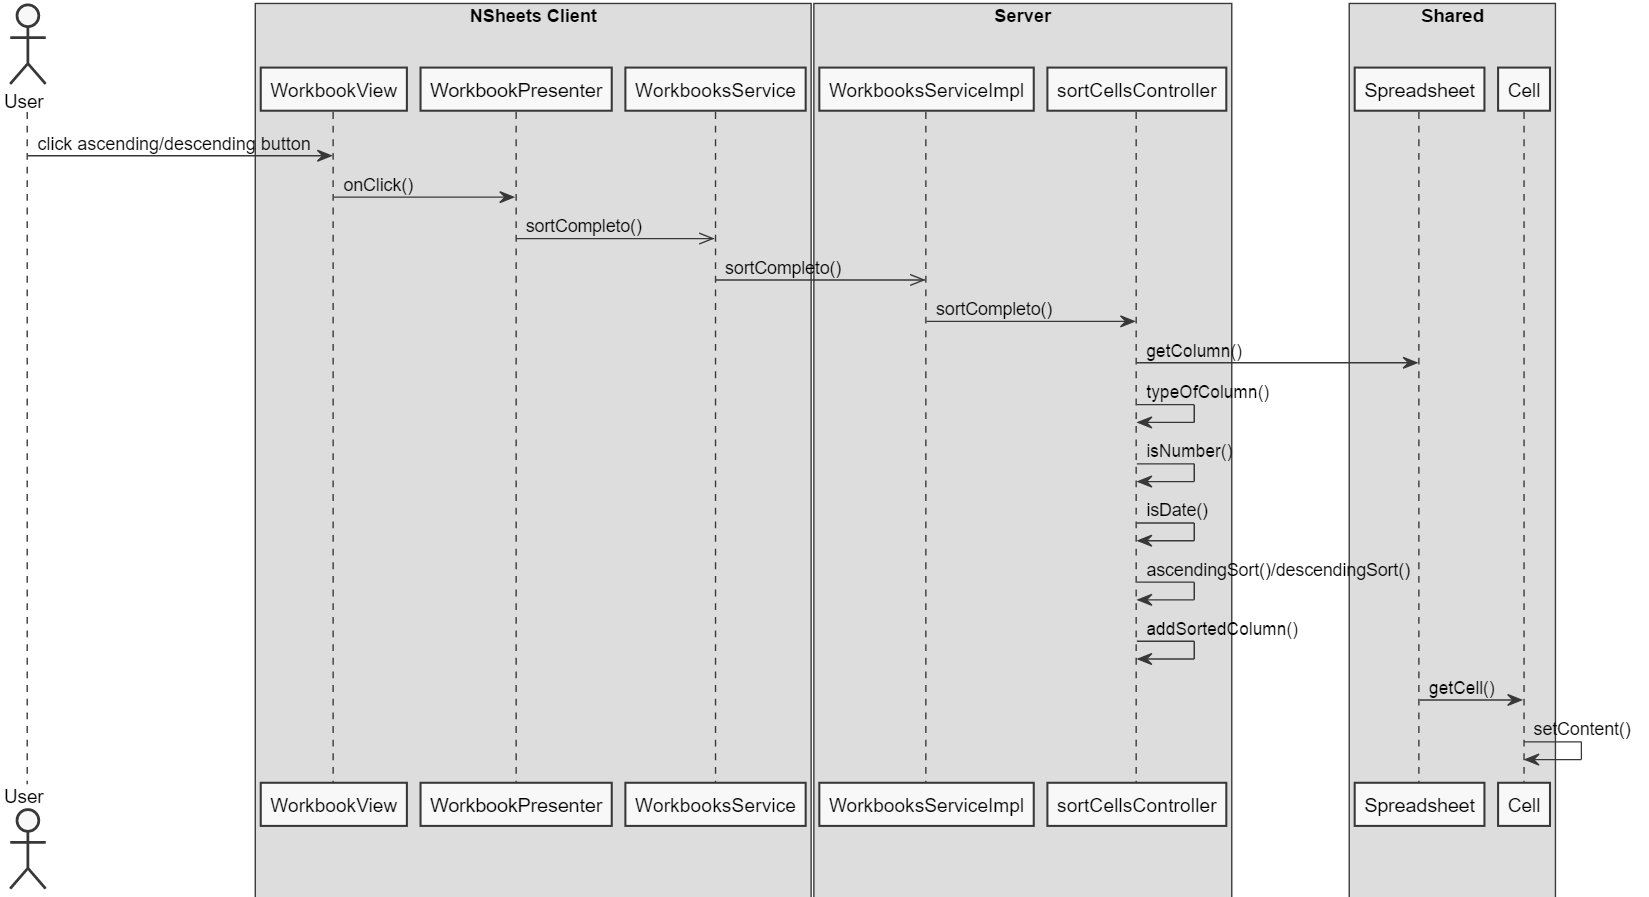 NSheets Client
Server
Shared
User
WorkbookView
WorkbookPresenter
WorkbooksService
WorkbooksServiceImpl
sortCellsController
Spreadsheet
Cell
click ascending/descending button
onClick()
sortCompleto()
sortCompleto()
sortCompleto()
getColumn()
typeOfColumn()
isNumber()
isDate()
ascendingSort()/descendingSort()
addSortedColumn()
getCell()
setContent()
User
WorkbookView
WorkbookPresenter
WorkbooksService
WorkbooksServiceImpl
sortCellsController
Spreadsheet
Cell